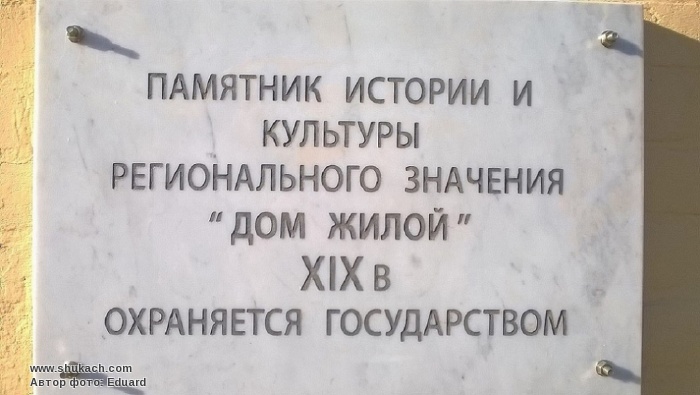 ПАМЯТНИК ИСТОРИИ И
КУЛЬТУРЫ
РЕГИОНАЛЬНОГО ЗНАЧЕНИЯ
“ ДОМ ЖИЛОЙ ”
XIX В
ОХРАНЯЕТСЯ ГОСУДАРСТВОМ
www.shukach.com
Автор фото: Eduard